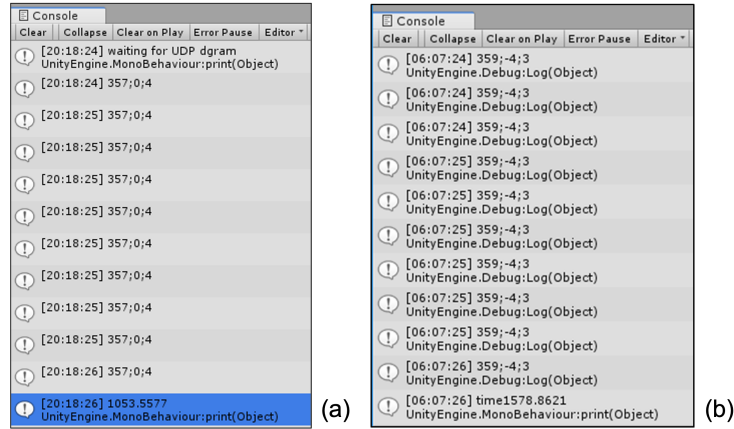 Console
Clear Collapse Clear on Play Error Pause Editor
[20:18:24] waiting for UDP dgram
UnityEngine.MonoBehaviour:print(Object)
[20:18:24] 357;0;4
[20:18:25] 357;0;4
[20:18:25] 357;0;4
[20:18:25] 357;0;4
[20:18:25] 357;0;4
[20:18:25] 357;0;4
[20:18:25] 357;0;4
[20:18:25] 357;0;4
[20:18:25] 357;0;4
[20:18:26] 357;0;4
[20:18:26] 1053.5577
UnityEngine.MonoBehaviour:print(Object)
(a)
Console
Clear Collapse Clear on Play Error Pause Editor
[06:07:24] 359;-4;3
UnityEngine.Debug:Log(Object)
[06:07:24] 359;-4;3
UnityEngine.Debug:Log(Object)
[06:07:24] 359;-4;3
UnityEngine.Debug:Log(Object)
[06:07:25] 359;-4;3
UnityEngine.Debug:Log(Object)
[06:07:25] 359;-4;3
UnityEngine.Debug:Log(Object)
[06:07:25] 359;-4;3
UnityEngine.Debug:Log(Object)
[06:07:25] 359;-4;3
UnityEngine.Debug:Log(Object)
[06:07:25] 359;-4;3
UnityEngine.Debug:Log(Object)
[06:07:25] 359;-4;3
UnityEngine.Debug:Log(Object)
[06:07:26] 359;-4;3
UnityEngine.Debug:Log(Object)
[06:07:26] time1578.8621
UnityEngine.MonoBehaviour:print(Object)
(b)